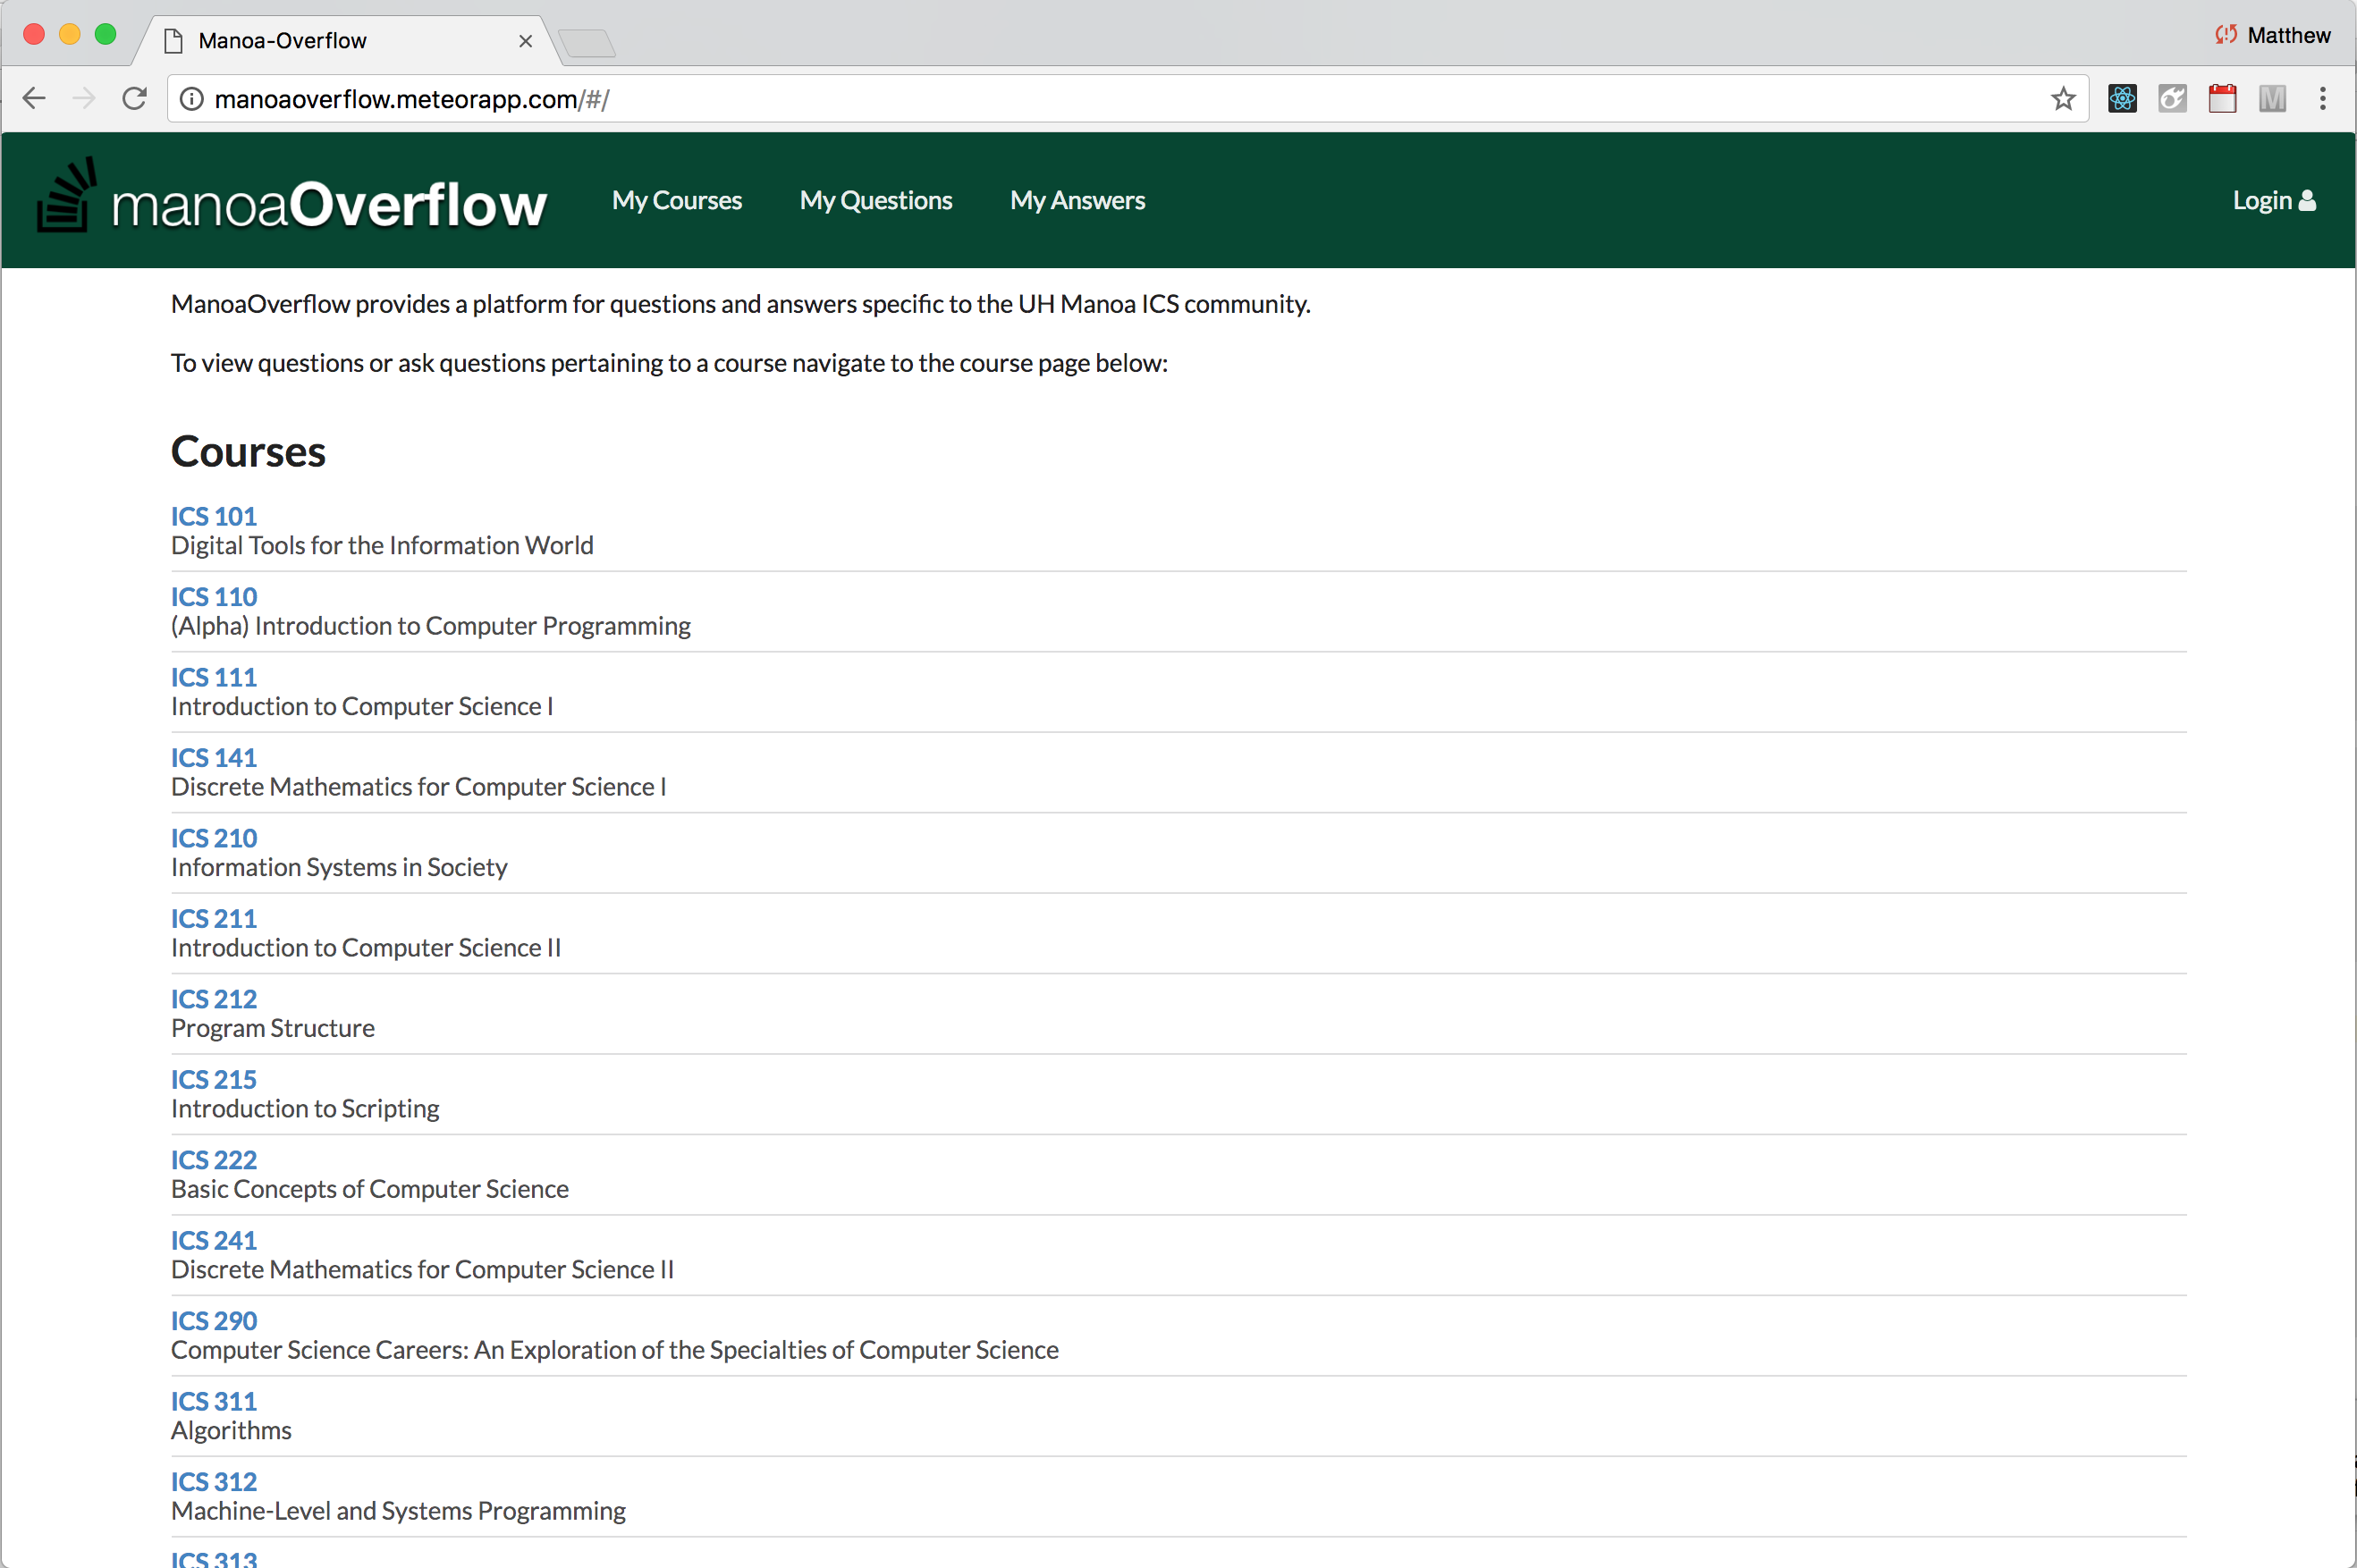 Manoa-Overflow
Matthew
manoaoverflow.meteorapp.com/#/
manoaOverflow My Courses My Questions My Answers Login
ManoaOverflow provides a platform for questions and answers specific to the UH Manoa ICS community.
To view questions or ask questions pertaining to a course navigate to the course page below:
Courses
ICS 101
Digital Tools for the Information World
ICS 110
(Alpha) Introduction to Computer Programming
ICS 111
Introduction to Computer Science I
ICS 141
Discrete Mathematics for Computer Science I
ICS 210
Information Systems in Society
ICS 211
Introduction to Computer Science II
ICS 212
Program Structure
ICS 215
Introduction to Scripting
ICS 222
Basic Concepts of Computer Science
ICS 241
Discrete Mathematics for Computer Science II
ICS 290
Computer Science Careers: An Exploration of the Specialties of Computer Science
ICS 311
Algorithms
ICS 312
Machine-Level and Systems Programming
ICS 313